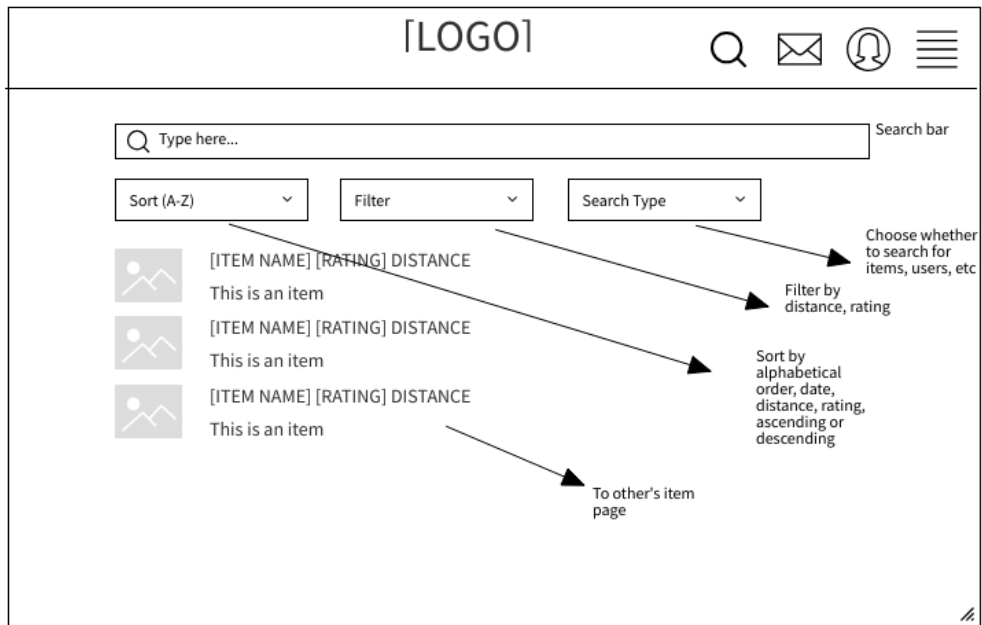 [LOGO]
Type here...
Search bar
Sort (A-Z)
Filter
Search Type
Choose whether
to search for
items, users, etc
[ITEM NAME] [RATING] DISTANCE
This is an item
Filter by
distance, rating
[ITEM NAME] [RATING] DISTANCE
This is an item
Sort by
alphabetical
order, date,
distance, rating,
ascending or
descending
[ITEM NAME] [RATING] DISTANCE
This is an item
To other's item
page